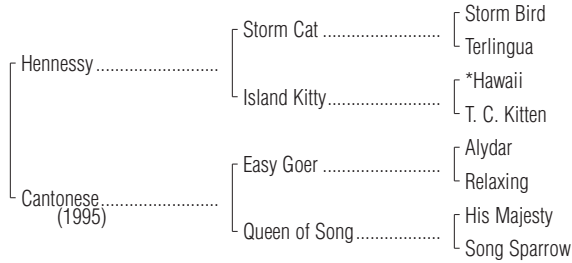 Storm Bird
Storm Cat ........................
Terlingua
Hennessy.........................
*Hawaii
Island Kitty.......................
T. C. Kitten
Alydar
Easy Goer ........................
Relaxing
Cantonese........................
(1995)
His Majesty
Queen of Song.................
Song Sparrow